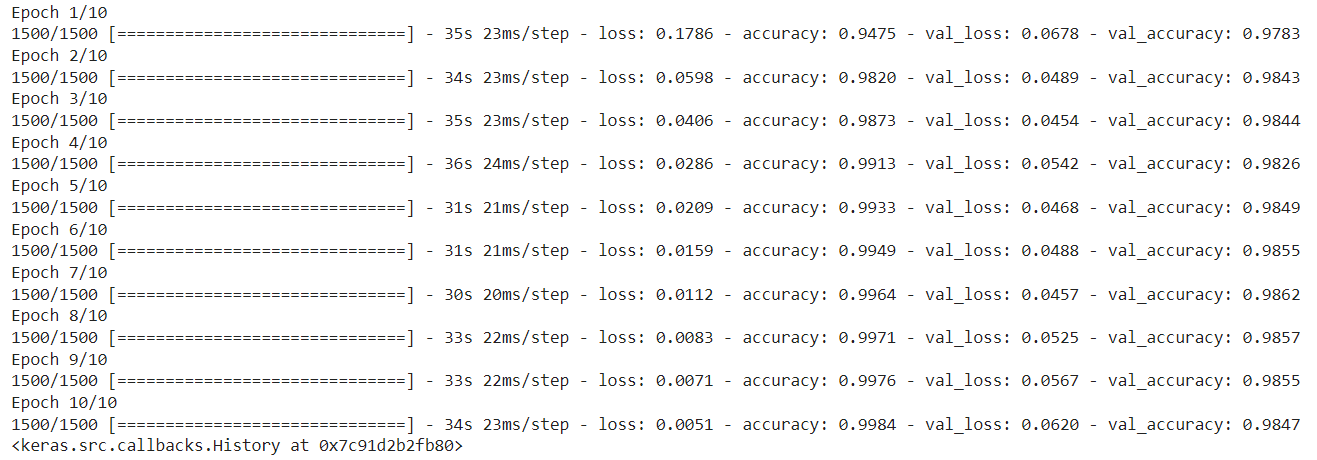 Epoch 1/10
1500/1500 [==============================] - 35s 23ms/step - loss: 0.1786 - accuracy: 0.9475 - val_loss: 0.0678 - val_accuracy: 0.9783
Epoch 2/10
1500/1500 [==============================] - 34s 23ms/step - loss: 0.0598 - accuracy: 0.9820 - val_loss: 0.0489 - val_accuracy: 0.9843
Epoch 3/10
1500/1500 [==============================] - 35s 23ms/step - loss: 0.0406 - accuracy: 0.9873 - val_loss: 0.0454 - val_accuracy: 0.9844
Epoch 4/10
1500/1500 [==============================] - 36s 24ms/step - loss: 0.0286 - accuracy: 0.9913 - val_loss: 0.0542 - val_accuracy: 0.9826
Epoch 5/10
1500/1500 [==============================] - 31s 21ms/step - loss: 0.0209 - accuracy: 0.9933 - val_loss: 0.0468 - val_accuracy: 0.9849
Epoch 6/10
1500/1500 [==============================] - 31s 21ms/step - loss: 0.0159 - accuracy: 0.9949 - val_loss: 0.0488 - val_accuracy: 0.9855
Epoch 7/10
1500/1500 [==============================] - 30s 20ms/step - loss: 0.0112 - accuracy: 0.9964 - val_loss: 0.0457 - val_accuracy: 0.9862
Epoch 8/10
1500/1500 [==============================] - 33s 22ms/step - loss: 0.0083 - accuracy: 0.9971 - val_loss: 0.0525 - val_accuracy: 0.9857
Epoch 9/10
1500/1500 [==============================] - 33s 22ms/step - loss: 0.0071 - accuracy: 0.9976 - val_loss: 0.0567 - val_accuracy: 0.9855
Epoch 10/10
1500/1500 [==============================] - 34s 23ms/step - loss: 0.0051 - accuracy: 0.9984 - val_loss: 0.0620 - val_accuracy: 0.9847
<keras.src.callbacks.History at 0x7c91d2b2fb80>